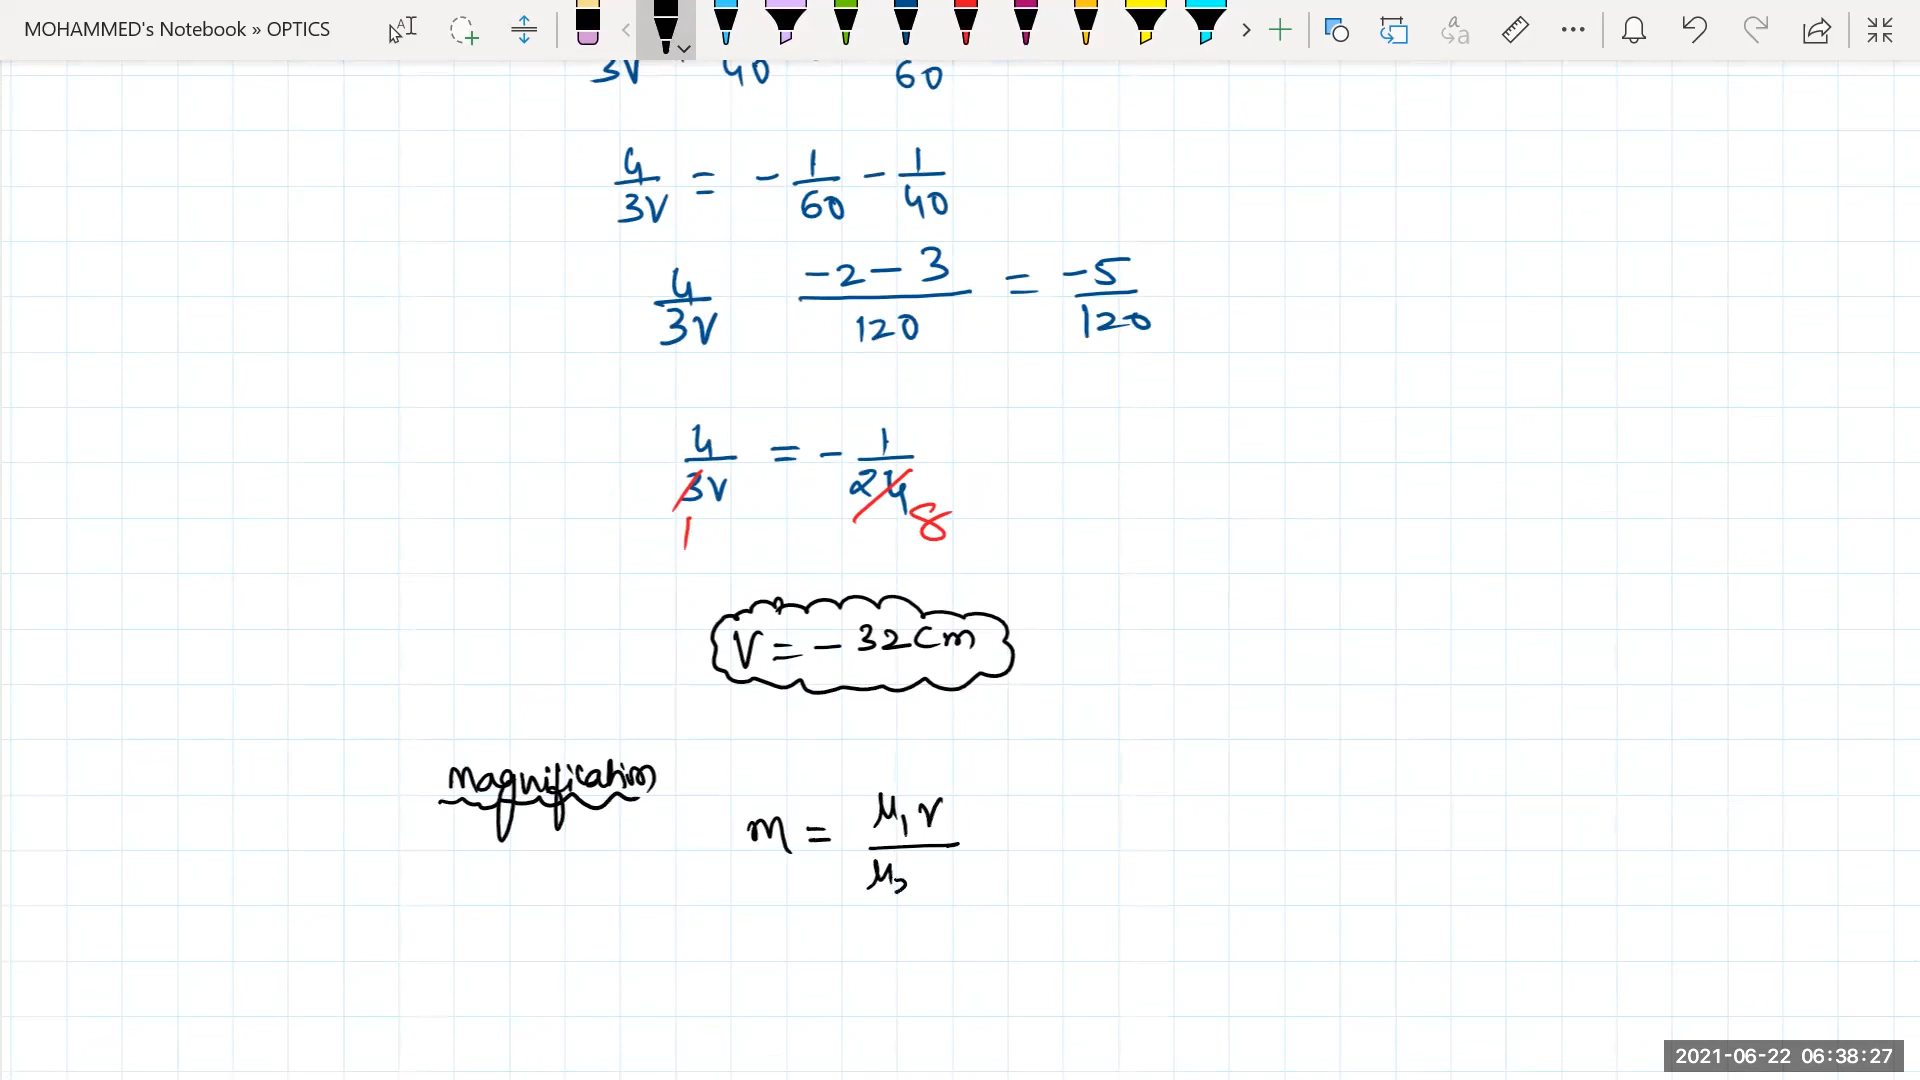 MOHAMMED's Notebook » OPTICS
3V 40 60
4/3V = - 1/60 - 1/40
4/3V -2-3/120 = -5/120
4/3V = - 1/24
1 8
V = - 32 cm
Magnification
m = μ₁v/μ₂
2021-06-22 06:38:27